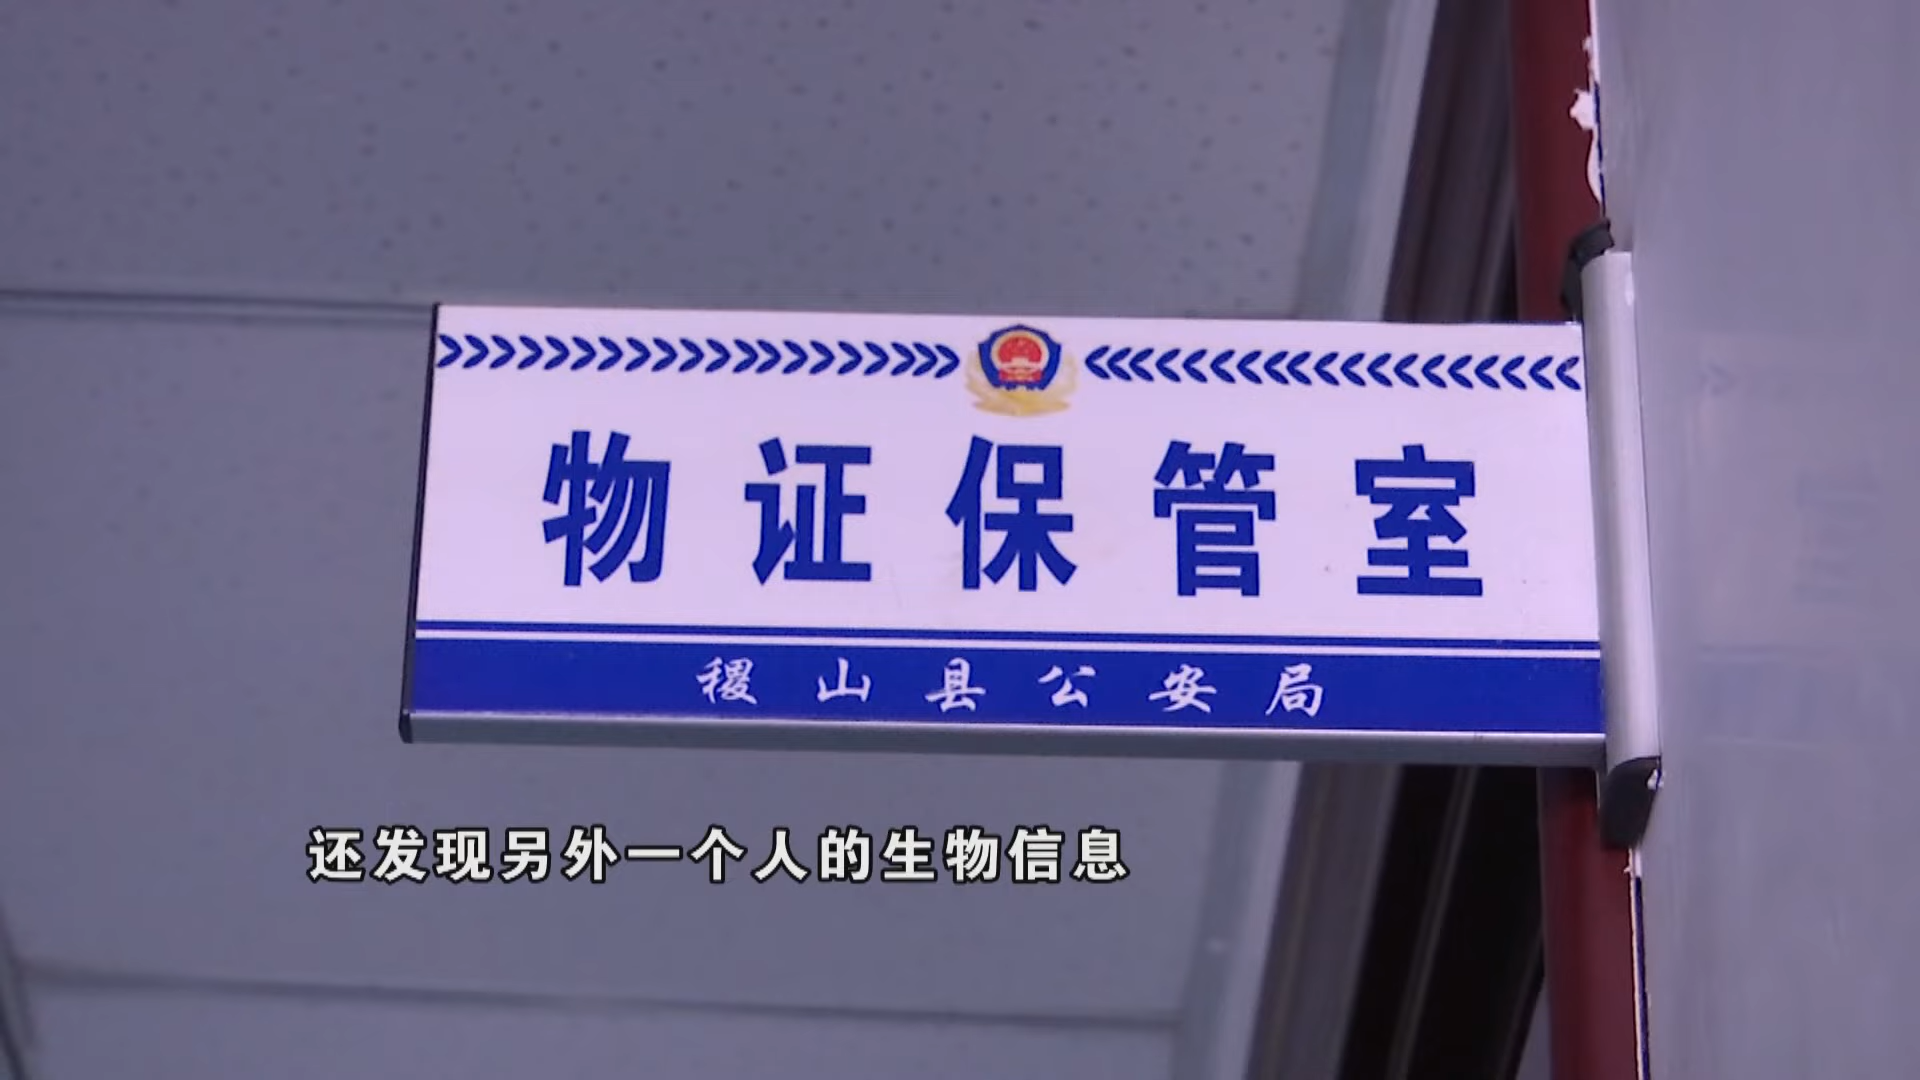 物证保管室
稷山县公安局
还发现另外一个人的生物信息